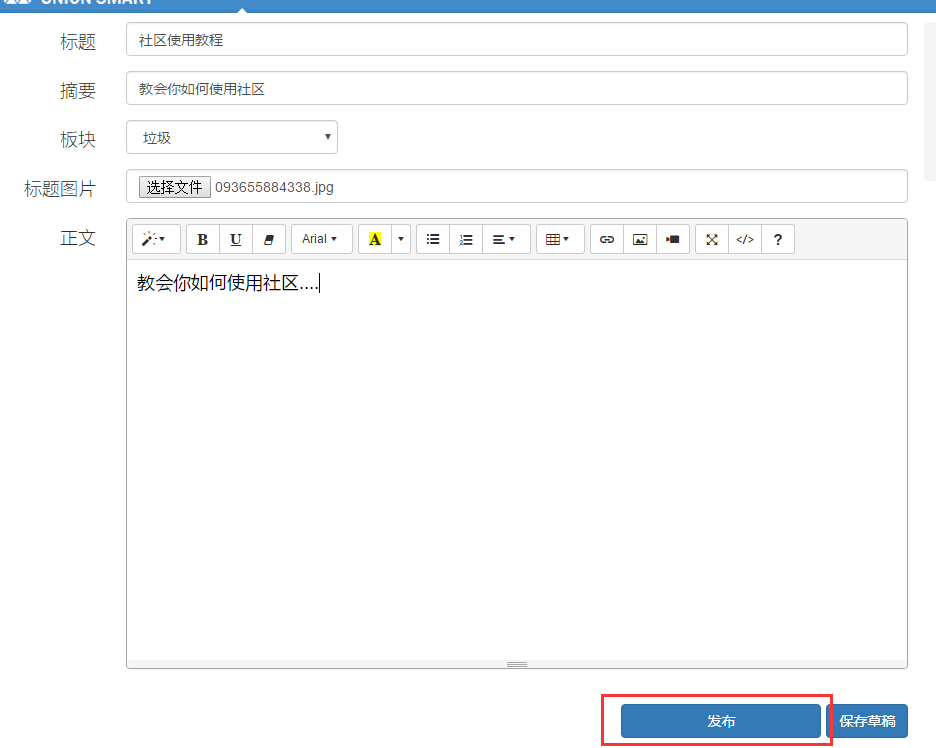 UNION SMART
标题 社区使用教程
摘要 教会你如何使用社区
板块 垃圾
标题图片 选择文件 093655884338.jpg
正文 B U Arial A </> ?
教会你如何使用社区....
发布 保存草稿